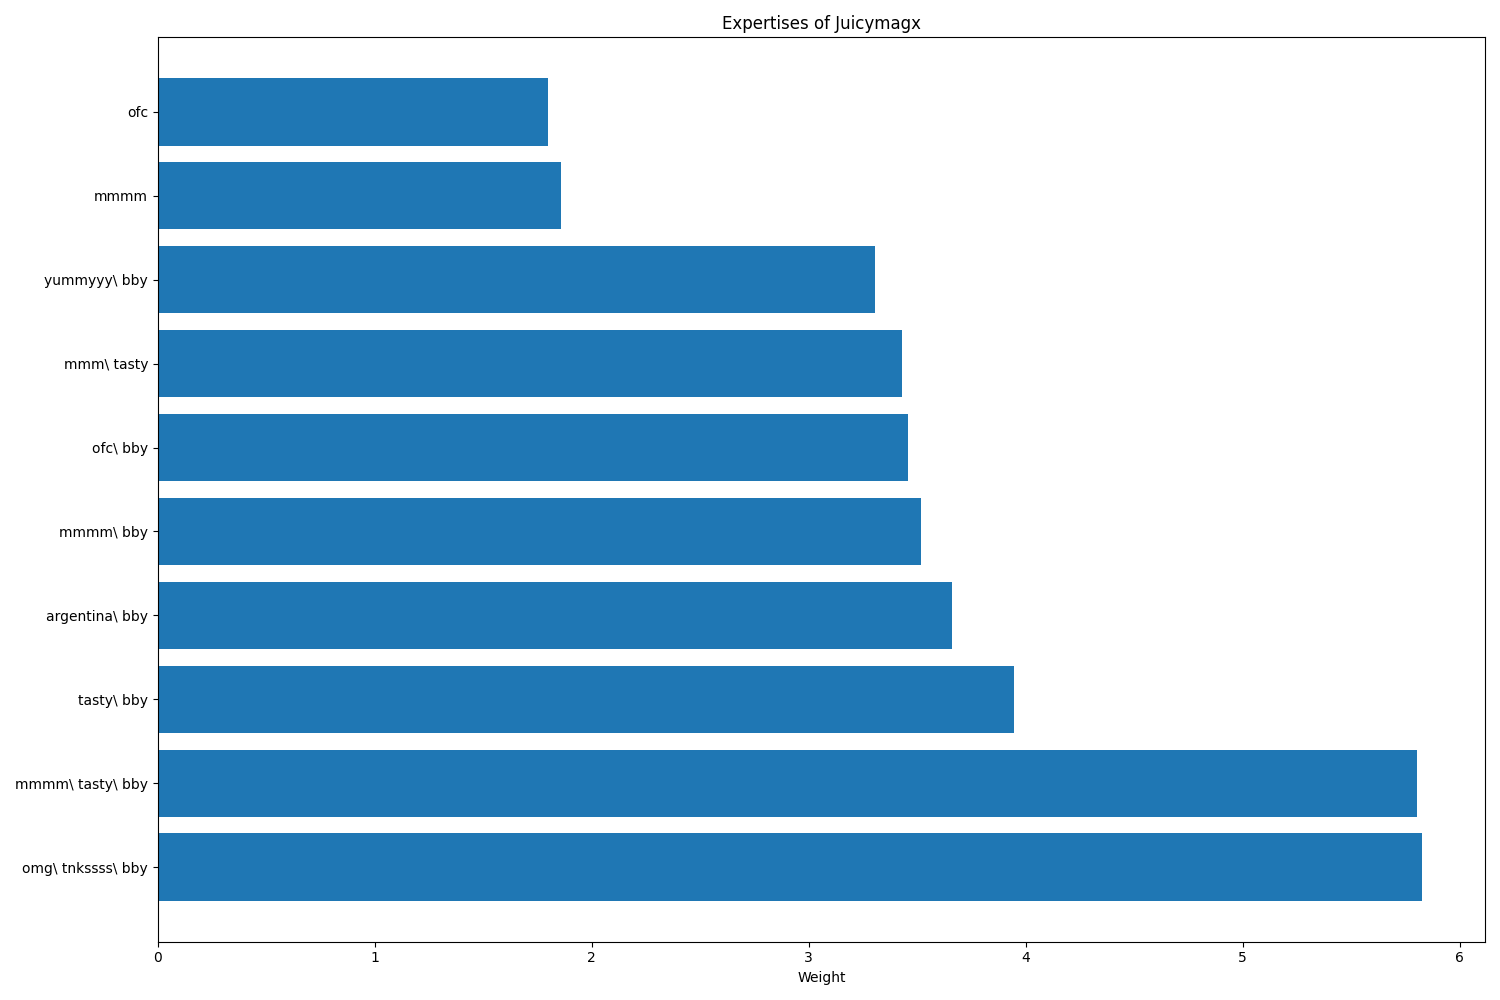 Expertises of Juicymagx
ofc
mmmm
yummyyy\ bby
mmm\ tasty
ofc\ bby
mmmm\ bby
argentina\ bby
tasty\ bby
mmmm\ tasty\ bby
omg\ tnkssss\ bby
0 1 2 3 4 5 6
Weight